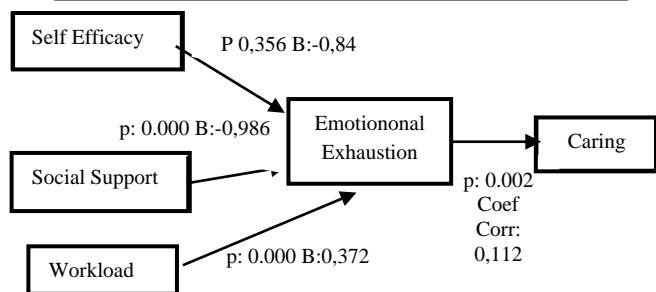 Self Efficacy
P 0,356 B:-0,84
p: 0.000 B:-0,986
Emotiononal
Exhaustion
Caring
Social Support
p: 0.002
Coef
Corr:
0,112
p: 0.000 B:0,372
Workload